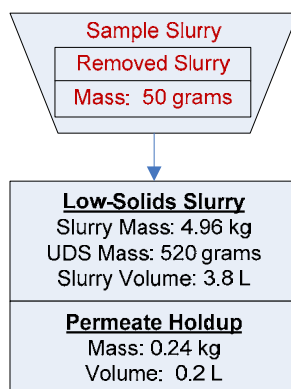 Sample Slurry
Removed Slurry
Mass: 50 grams
Low-Solids Slurry
Slurry Mass: 4.96 kg
UDS Mass: 520 grams
Slurry Volume: 3.8 L
Permeate Holdup
Mass: 0.24 kg
Volume: 0.2 L